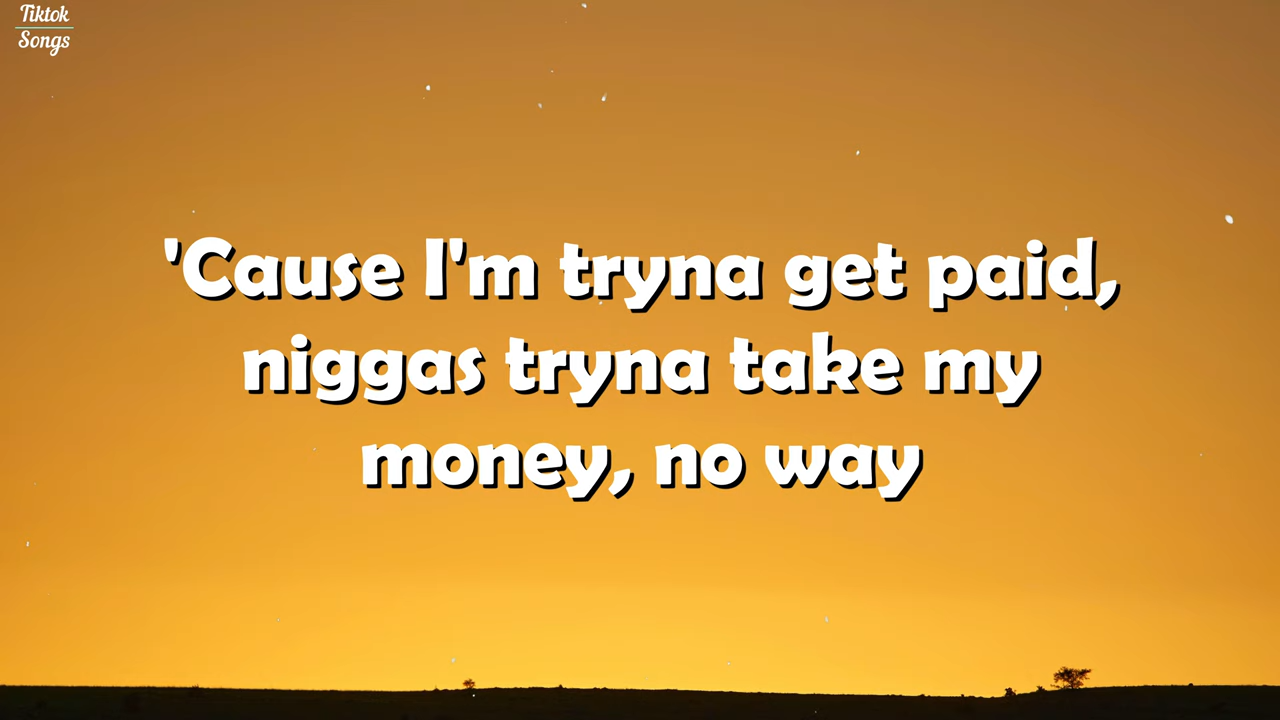 Tiktok
Songs
'Cause I'm tryna get paid,
niggas tryna take my
money, no way